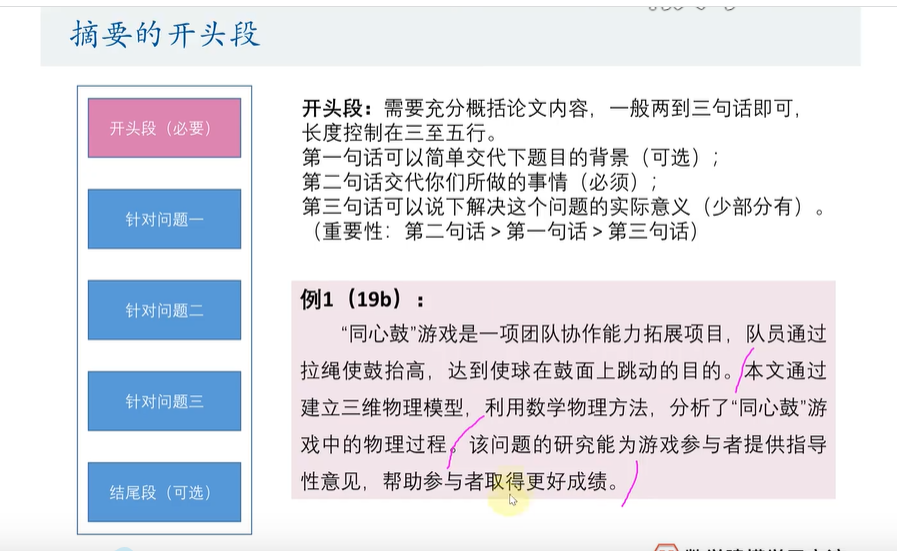 摘要的开头段
开头段（必要）
针对问题一
针对问题二
针对问题三
结尾段（可选）
开头段：需要充分概括论文内容，一般两到三句话即可，
长度控制在三至五行。
第一句话可以简单交代下题目的背景（可选）；
第二句话交代你们所做的事情（必须）；
第三句话可以说下解决这个问题的实际意义（少部分有）。
（重要性：第二句话 > 第一句话 > 第三句话）
例1（19b）：
“同心鼓”游戏是一项团队协作能力拓展项目，队员通过
拉绳使鼓抬高，达到使球在鼓面上跳动的目的。本文通过
建立三维物理模型，利用数学物理方法，分析了“同心鼓”游
戏中的物理过程。该问题的研究能为游戏参与者提供指导
性意见，帮助参与者取得更好成绩。